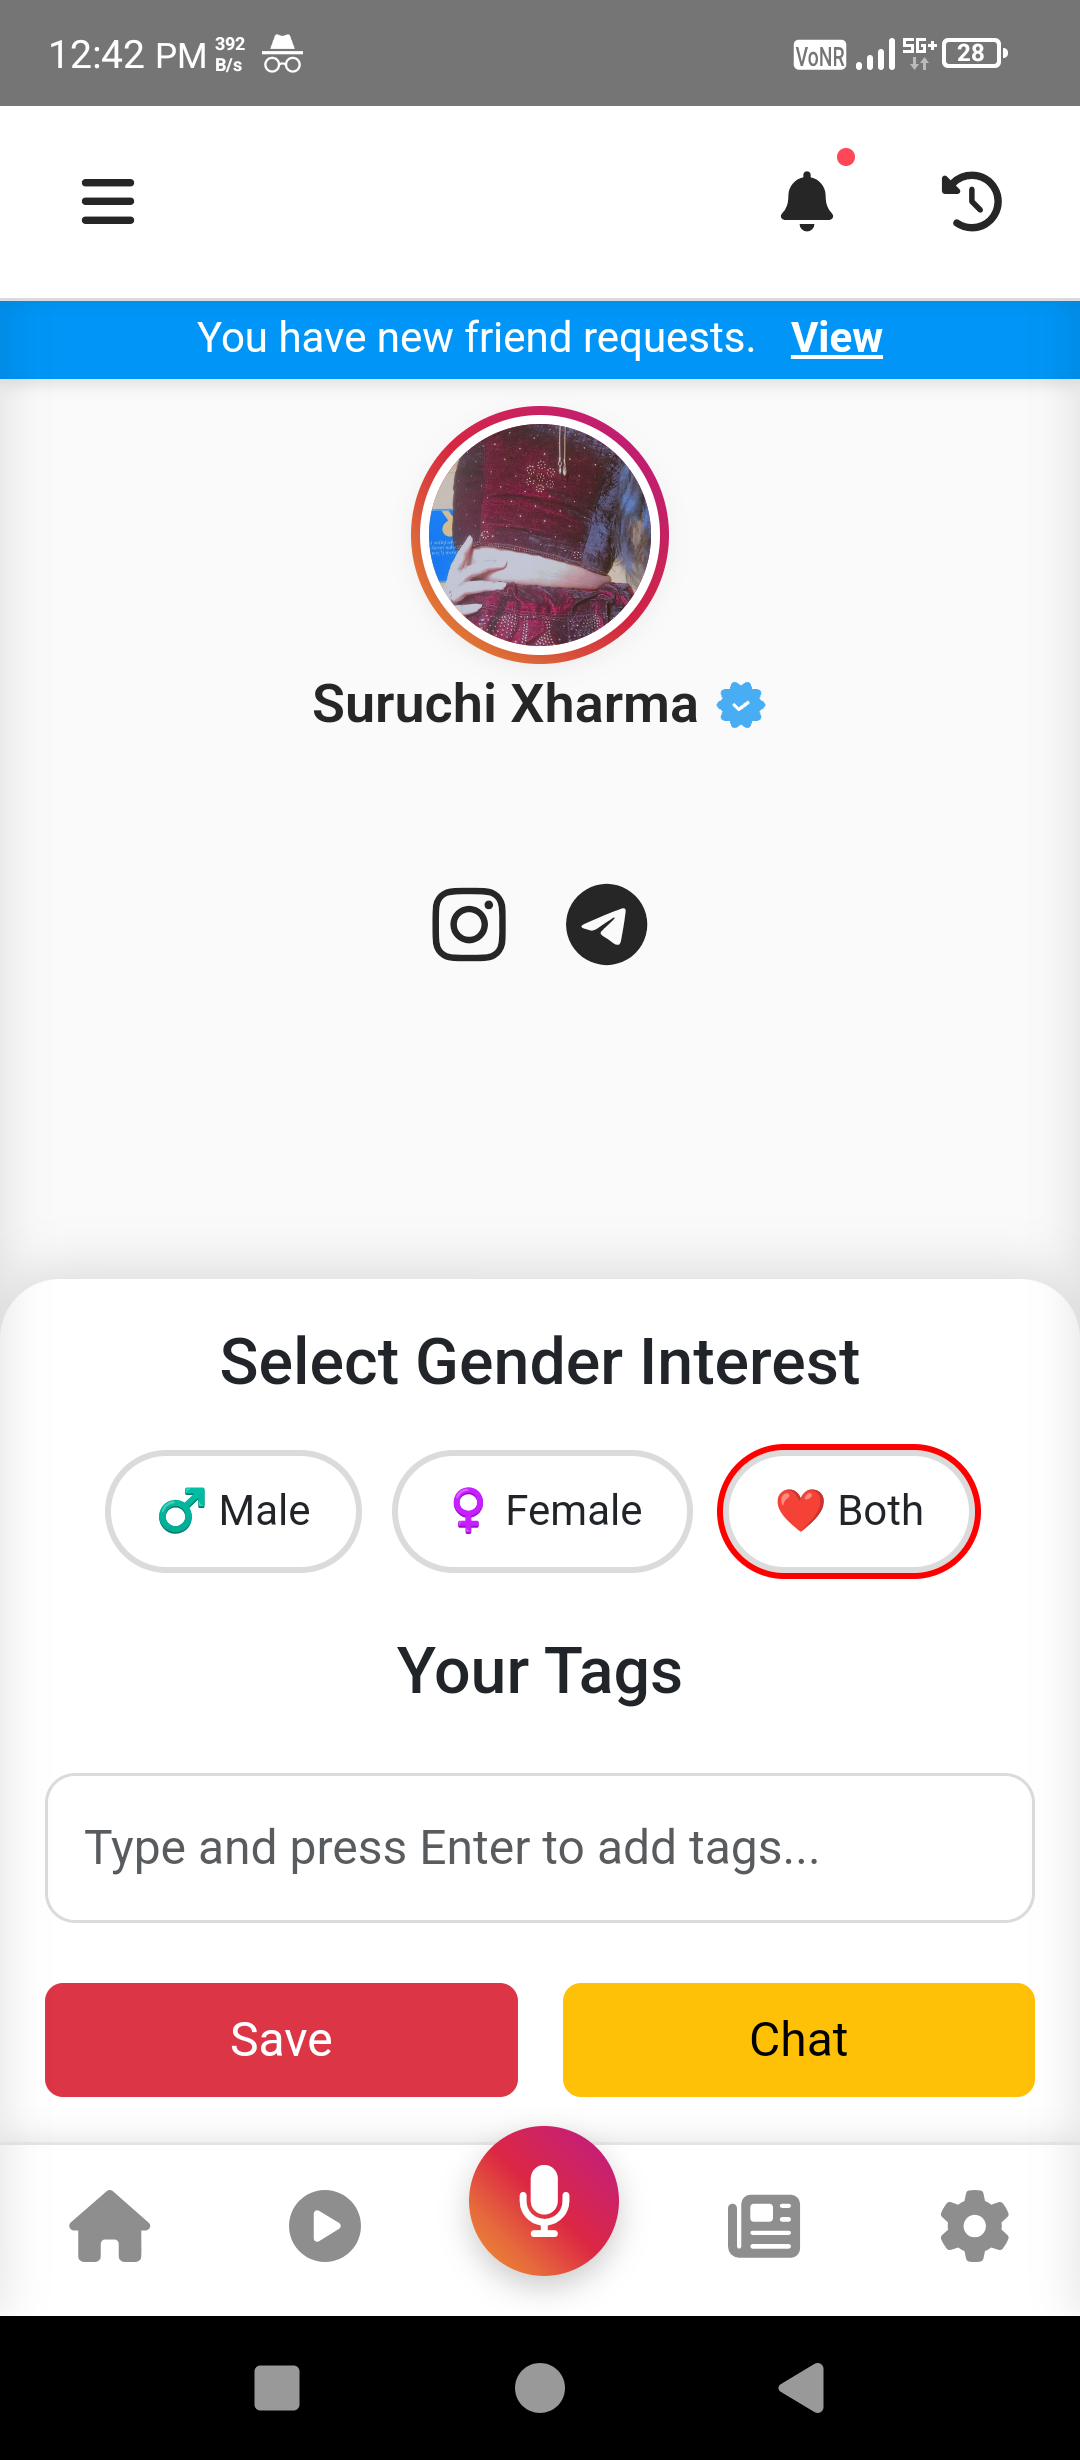 12:42 PM 392 B/s VoNR 5G+ 28
You have new friend requests. View
Suruchi Xharma
Select Gender Interest
Male Female Both
Your Tags
Type and press Enter to add tags...
Save Chat